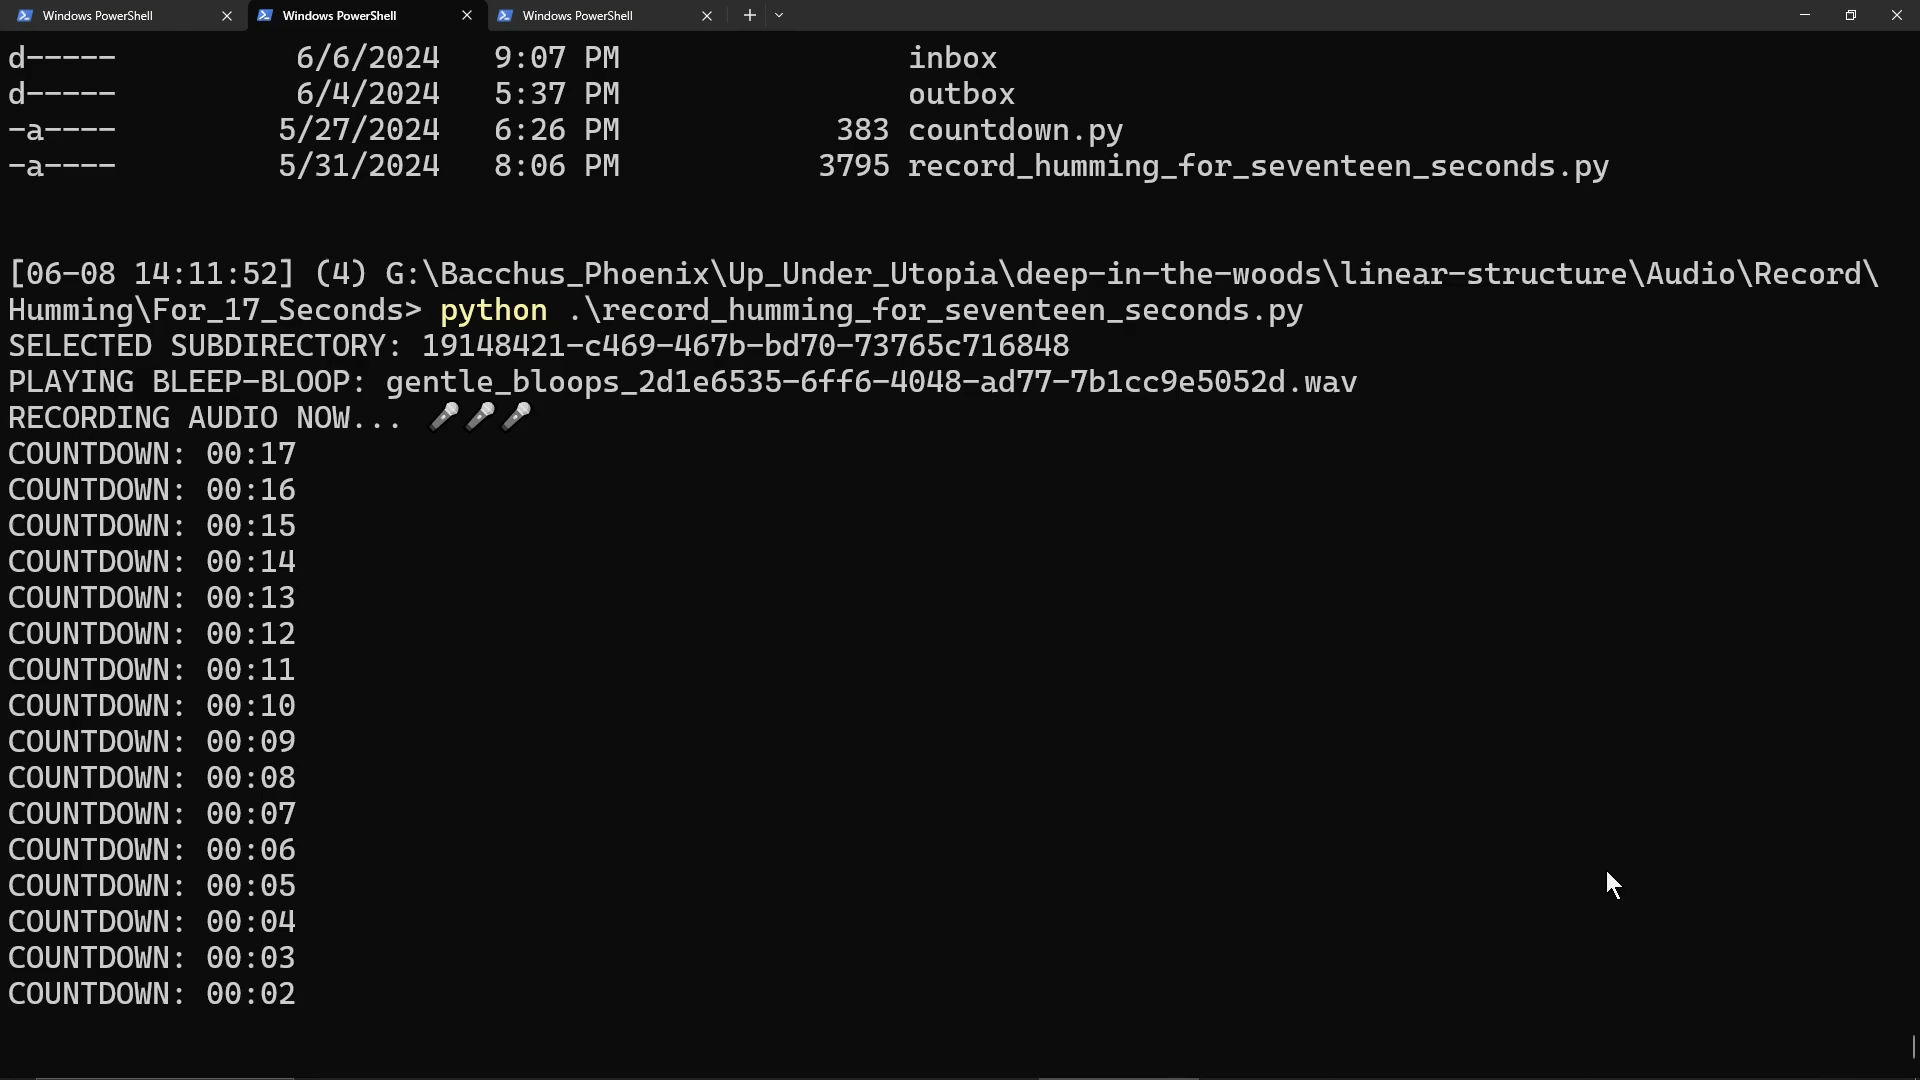 Windows PowerShell Windows PowerShell Windows PowerShell
d----- 6/6/2024 9:07 PM inbox
d----- 6/4/2024 5:37 PM outbox
-a---- 5/27/2024 6:26 PM 383 countdown.py
-a---- 5/31/2024 8:06 PM 3795 record_humming_for_seventeen_seconds.py
[06-08 14:11:52] (4) G:\Bacchus_Phoenix\Up_Under_Utopia\deep-in-the-woods\linear-structure\Audio\Record\
Humming\For_17_Seconds> python .\record_humming_for_seventeen_seconds.py
SELECTED SUBDIRECTORY: 19148421-c469-467b-bd70-73765c716848
PLAYING BLEEP-BLOOP: gentle_bloops_2d1e6535-6ff6-4048-ad77-7b1cc9e5052d.wav
RECORDING AUDIO NOW... 🎤🎤🎤
COUNTDOWN: 00:17
COUNTDOWN: 00:16
COUNTDOWN: 00:15
COUNTDOWN: 00:14
COUNTDOWN: 00:13
COUNTDOWN: 00:12
COUNTDOWN: 00:11
COUNTDOWN: 00:10
COUNTDOWN: 00:09
COUNTDOWN: 00:08
COUNTDOWN: 00:07
COUNTDOWN: 00:06
COUNTDOWN: 00:05
COUNTDOWN: 00:04
COUNTDOWN: 00:03
COUNTDOWN: 00:02